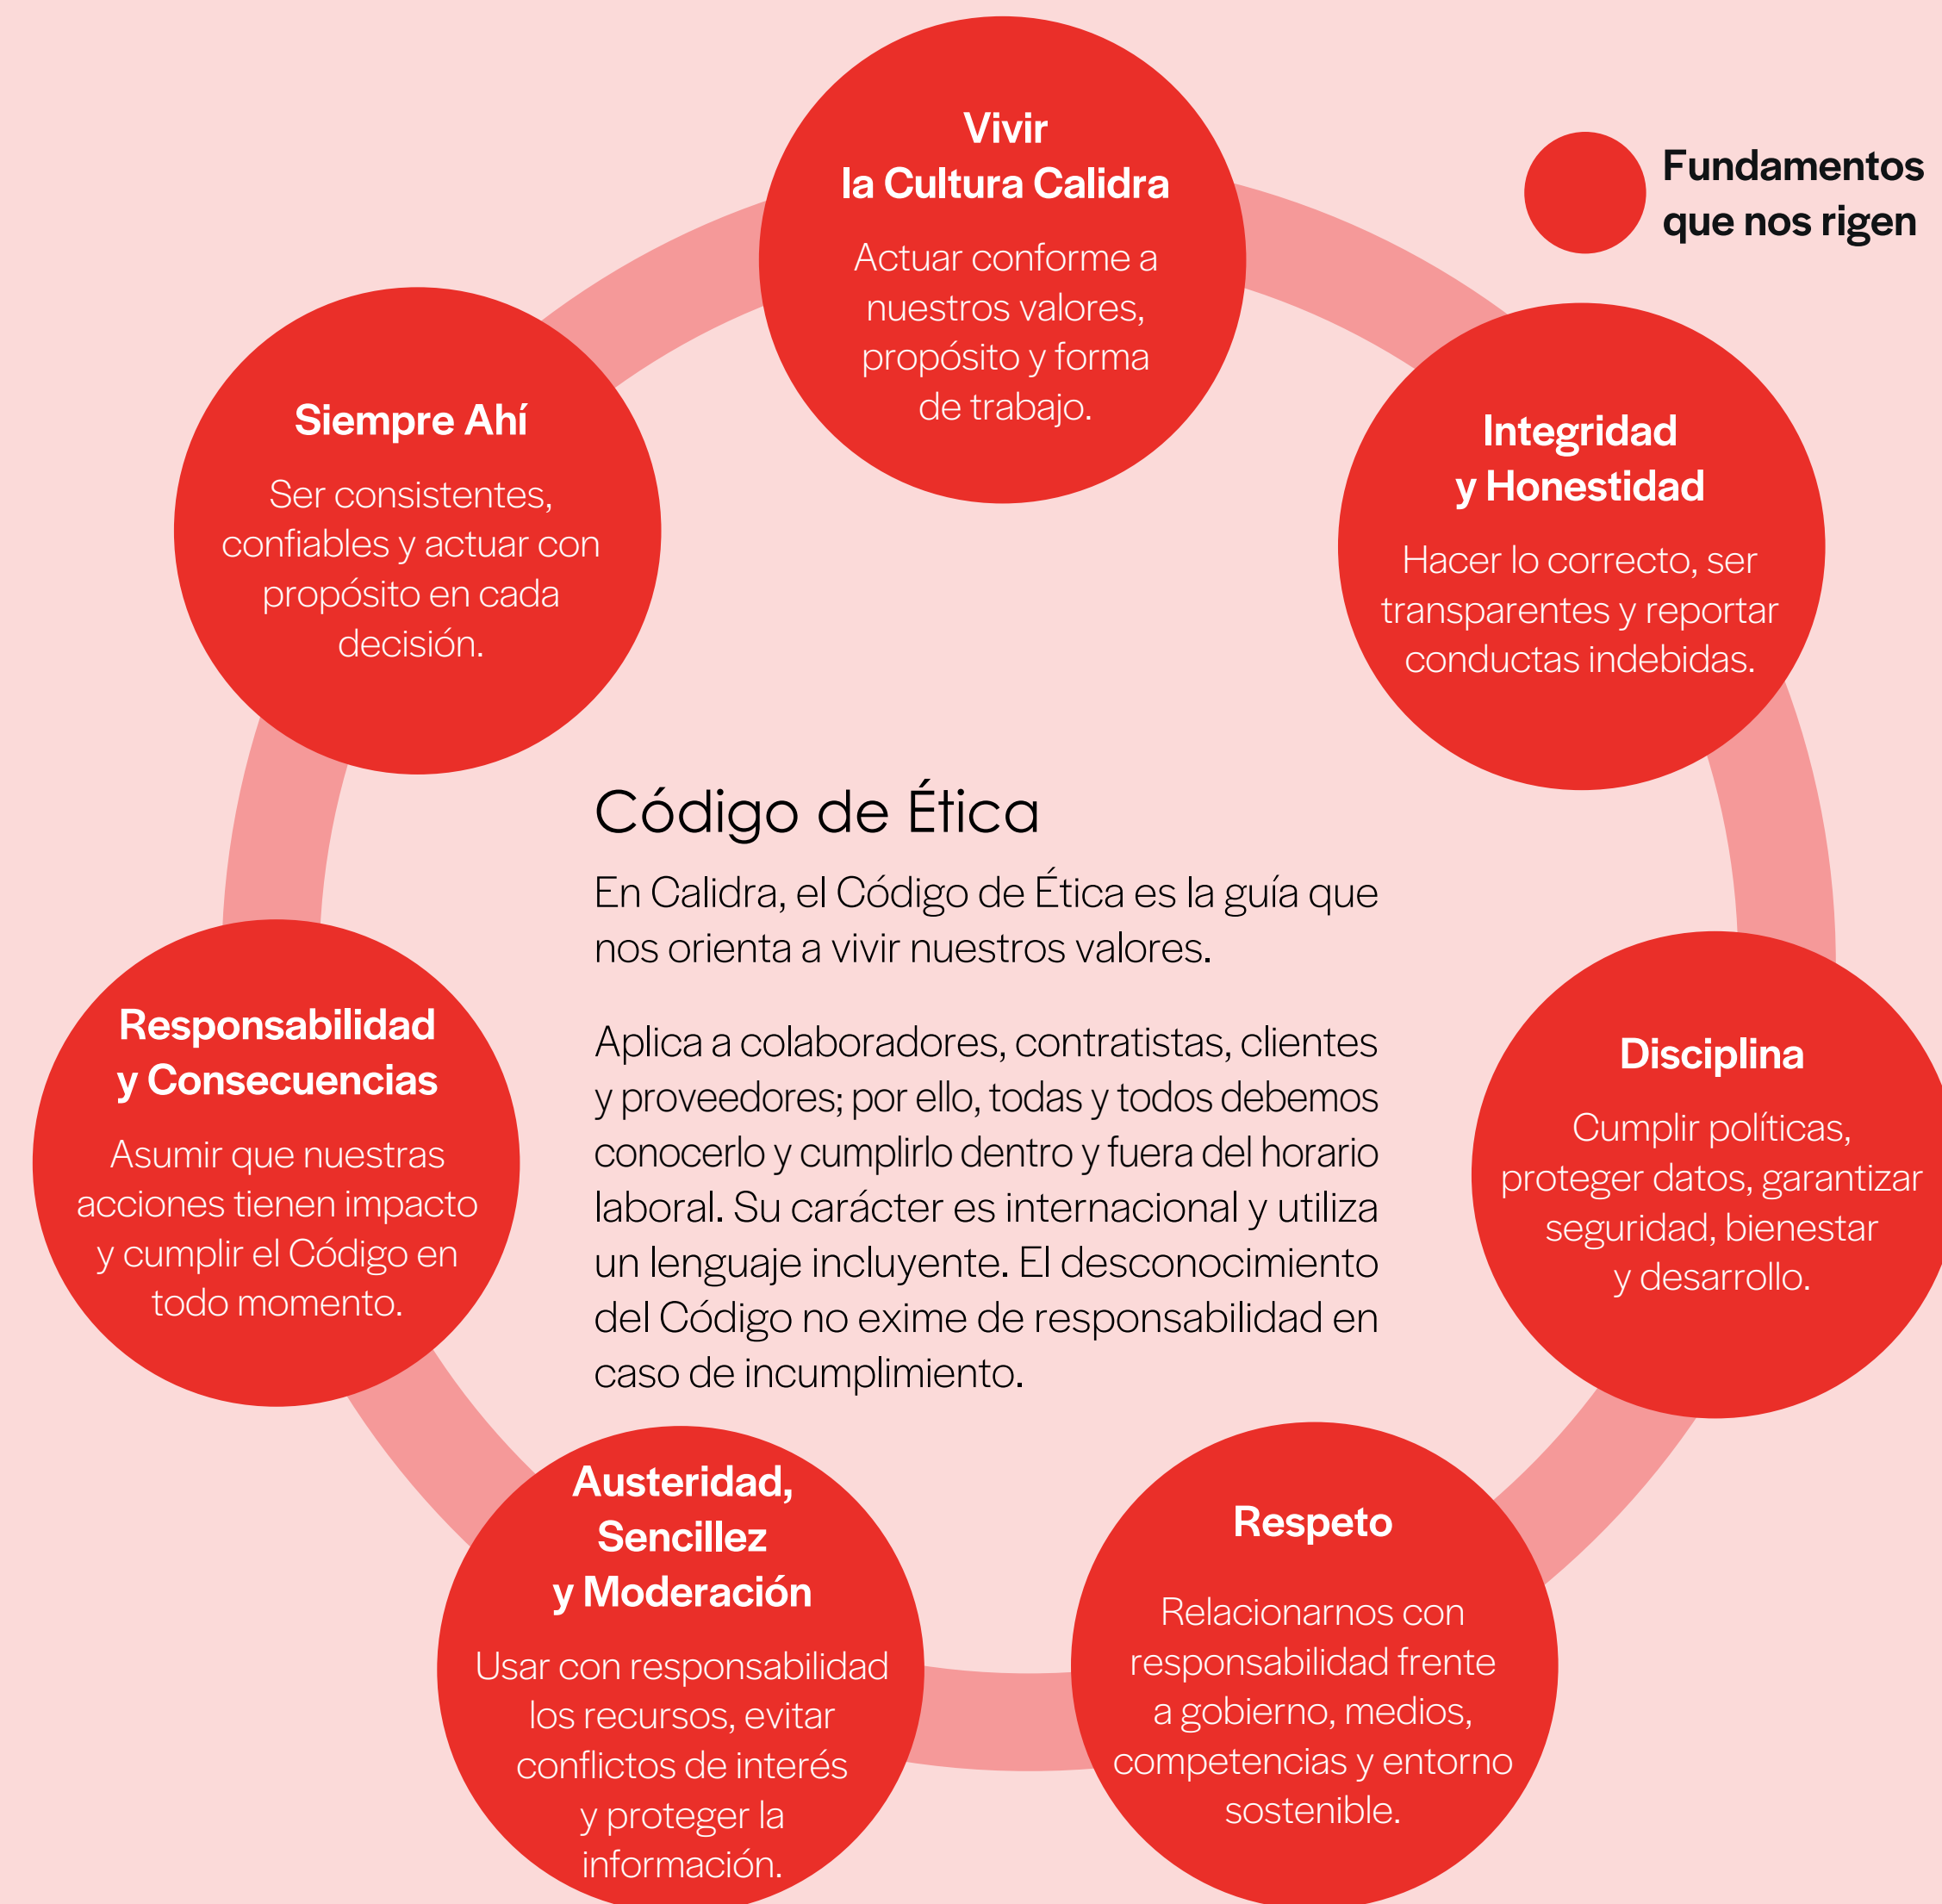 Vivir
la Cultura Calidra
Actuar conforme a
nuestros valores,
propósito y forma
de trabajo.
Fundamentos
que nos rigen
Integridad
y Honestidad
Hacer lo correcto, ser
transparentes y reportar
conductas indebidas.
Disciplina
Cumplir políticas,
proteger datos, garantizar
seguridad, bienestar
y desarrollo.
Respeto
Relacionarnos con
responsabilidad frente
a gobierno, medios,
competencias y entorno
sostenible.
Austeridad,
Sencillez
y Moderación
Usar con responsabilidad
los recursos, evitar
conflictos de interés
y proteger la
información.
Responsabilidad
y Consecuencias
Asumir que nuestras
acciones tienen impacto
y cumplir el Código en
todo momento.
Siempre Ahí
Ser consistentes,
confiables y actuar con
propósito en cada
decisión.
Código de Ética
En Calidra, el Código de Ética es la guía que
nos orienta a vivir nuestros valores.
Aplica a colaboradores, contratistas, clientes
y proveedores; por ello, todas y todos debemos
conocerlo y cumplirlo dentro y fuera del horario
laboral. Su carácter es internacional y utiliza
un lenguaje incluyente. El desconocimiento
del Código no exime de responsabilidad en
caso de incumplimiento.